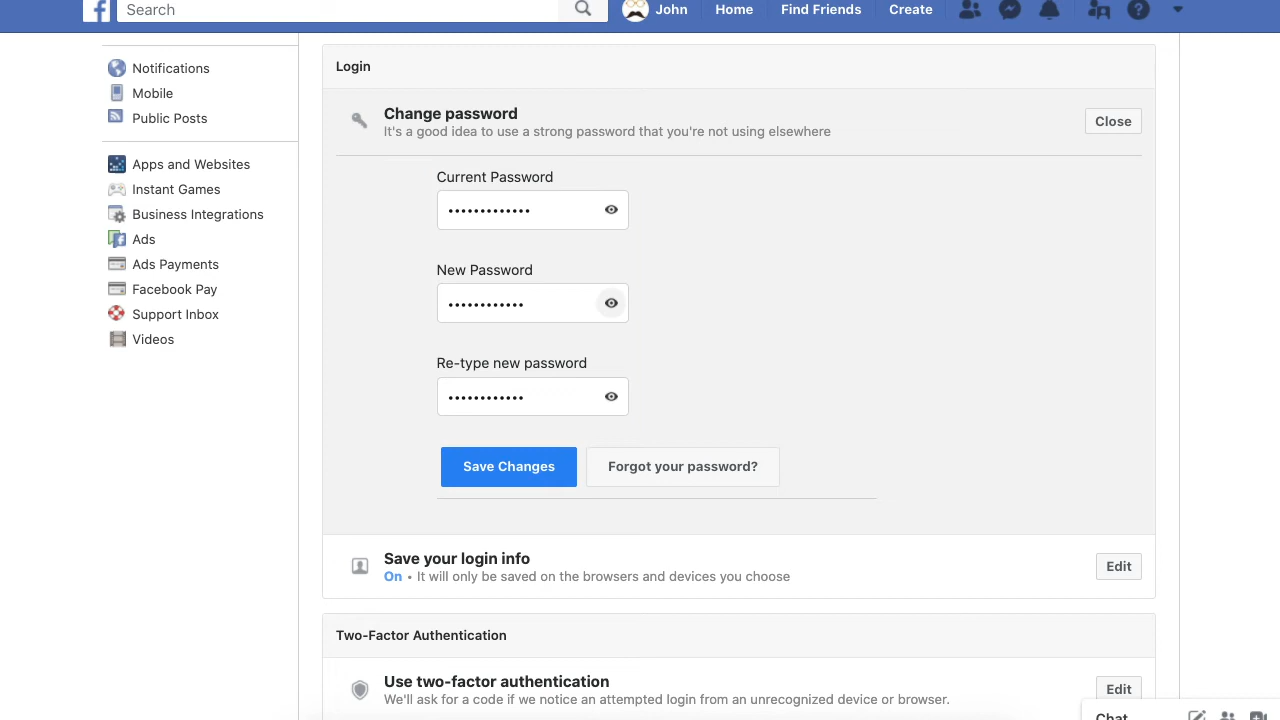 Search
John
Home
Find Friends
Create
Notifications
Mobile
Public Posts
Apps and Websites
Instant Games
Business Integrations
Ads
Ads Payments
Facebook Pay
Support Inbox
Videos
Login
Change password
It's a good idea to use a strong password that you're not using elsewhere
Close
Current Password
•••••••••••••
New Password
••••••••••••
Re-type new password
••••••••••••
Save Changes
Forgot your password?
Save your login info
On • It will only be saved on the browsers and devices you choose
Edit
Two-Factor Authentication
Use two-factor authentication
We'll ask for a code if we notice an attempted login from an unrecognized device or browser.
Edit
Chat